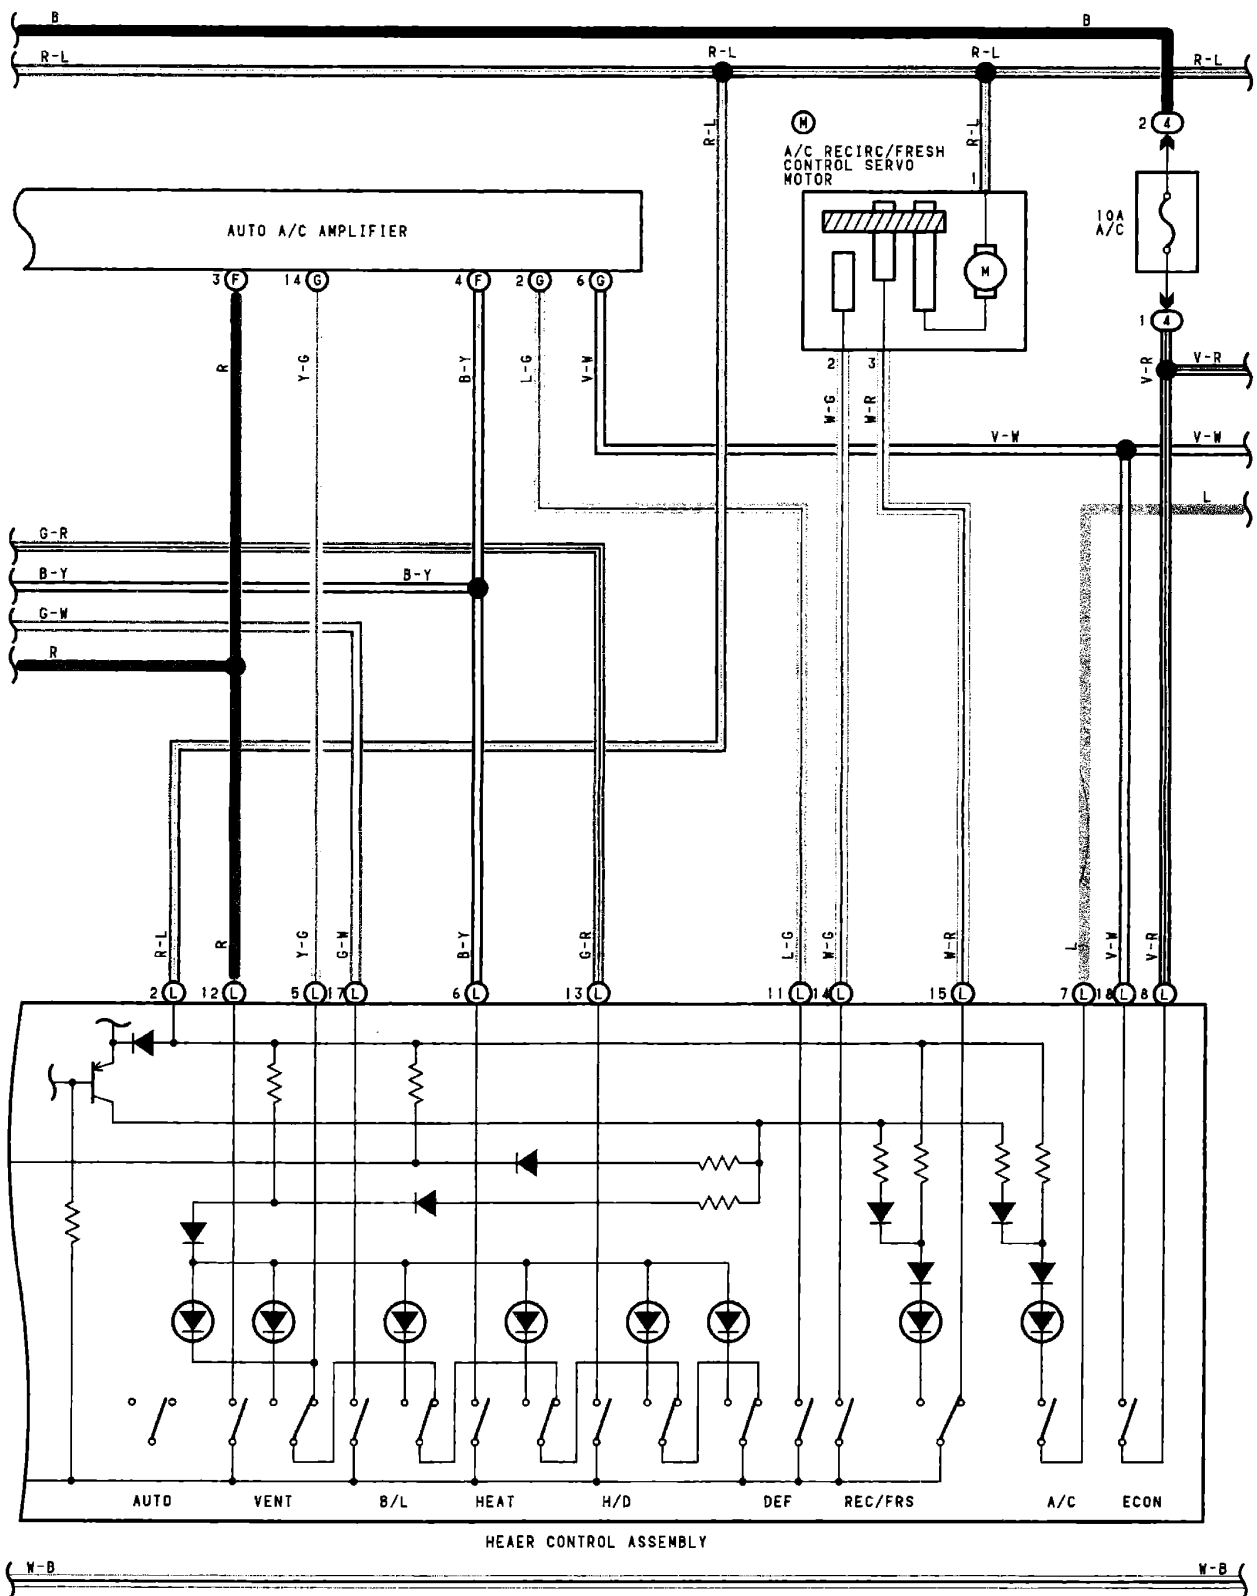 B
B
R-L
R-L
R-L
R-L
R-L
R-L
M
2 4
A/C RECIRC/FRESH
CONTROL SERVO
MOTOR
1
10A
A/C
M
AUTO A/C AMPLIFIER
3 F
14 G
4 F
2 G
6 G
1 4
R
Y-G
B-Y
L-G
V-W
2
3
W-G
W-R
V-R
V-R
V-W
V-W
L
G-R
B-Y
B-Y
G-W
R
R-L
R
Y-G
G-W
B-Y
G-R
L-G
W-G
W-R
L
V-W
V-R
2 L
12 L
5 L
17 L
6 L
13 L
11 L
14 L
15 L
7 L
18 L
8 L
AUTO
VENT
B/L
HEAT
H/D
DEF
REC/FRS
A/C
ECON
HEAER CONTROL ASSEMBLY
W-B
W-B